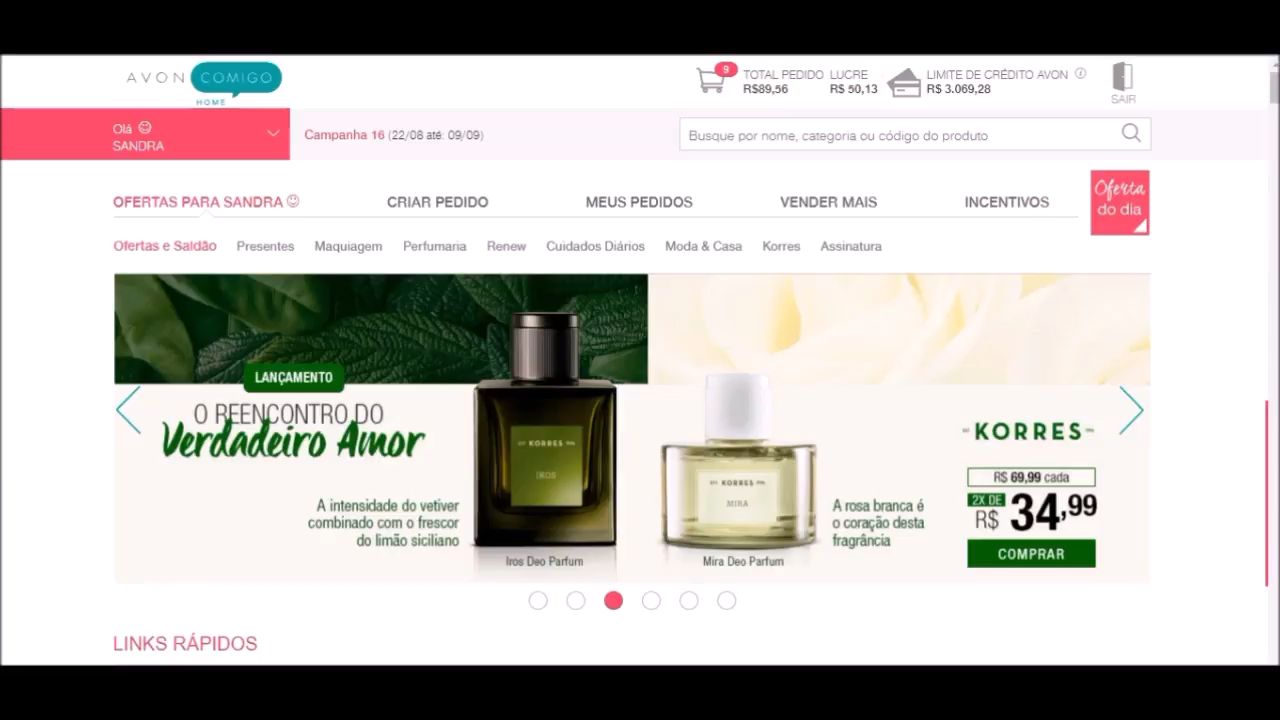 AVON COMIGO
HOME
9
TOTAL PEDIDO
R$89,56
LUCRE
R$ 50,13
LIMITE DE CRÉDITO AVON
R$ 3.069,28
SAIR
Olá
SANDRA
Campanha 16 (22/08 até: 09/09)
Busque por nome, categoria ou código do produto
OFERTAS PARA SANDRA
CRIAR PEDIDO
MEUS PEDIDOS
VENDER MAIS
INCENTIVOS
Oferta
do dia
Ofertas e Saldão
Presentes
Maquiagem
Perfumaria
Renew
Cuidados Diários
Moda & Casa
Korres
Assinatura
LANÇAMENTO
O REENCONTRO DO
Verdadeiro Amor
A intensidade do vetiver
combinado com o frescor
do limão siciliano
KORRES
IROS
Iros Deo Parfum
KORRES
MIRA
Mira Deo Parfum
A rosa branca é
o coração desta
fragrância
KORRES
R$ 69,99 cada
2X DE
R$ 34,99
COMPRAR
LINKS RÁPIDOS